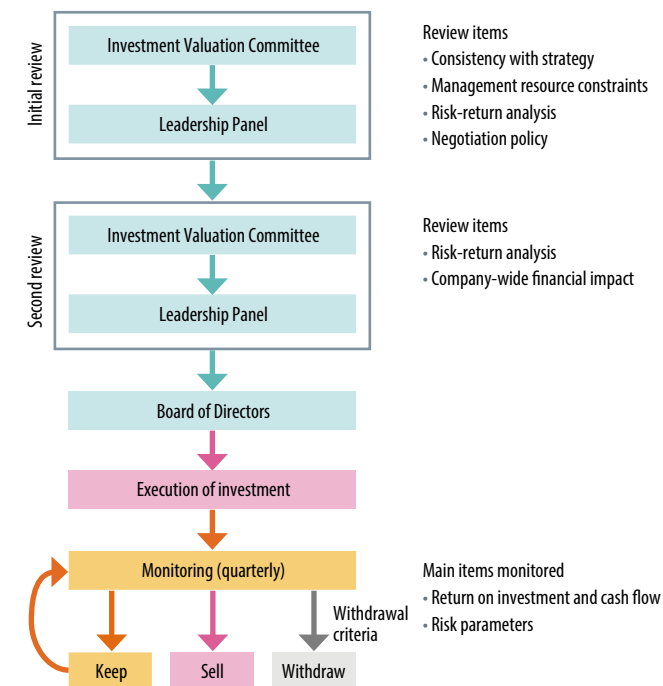 Initial review
Investment Valuation Committee
Leadership Panel
Review items
• Consistency with strategy
• Management resource constraints
• Risk-return analysis
• Negotiation policy
Second review
Investment Valuation Committee
Leadership Panel
Review items
• Risk-return analysis
• Company-wide financial impact
Board of Directors
Execution of investment
Monitoring (quarterly)
Main items monitored
• Return on investment and cash flow
• Risk parameters
Withdrawal
criteria
Keep
Sell
Withdraw